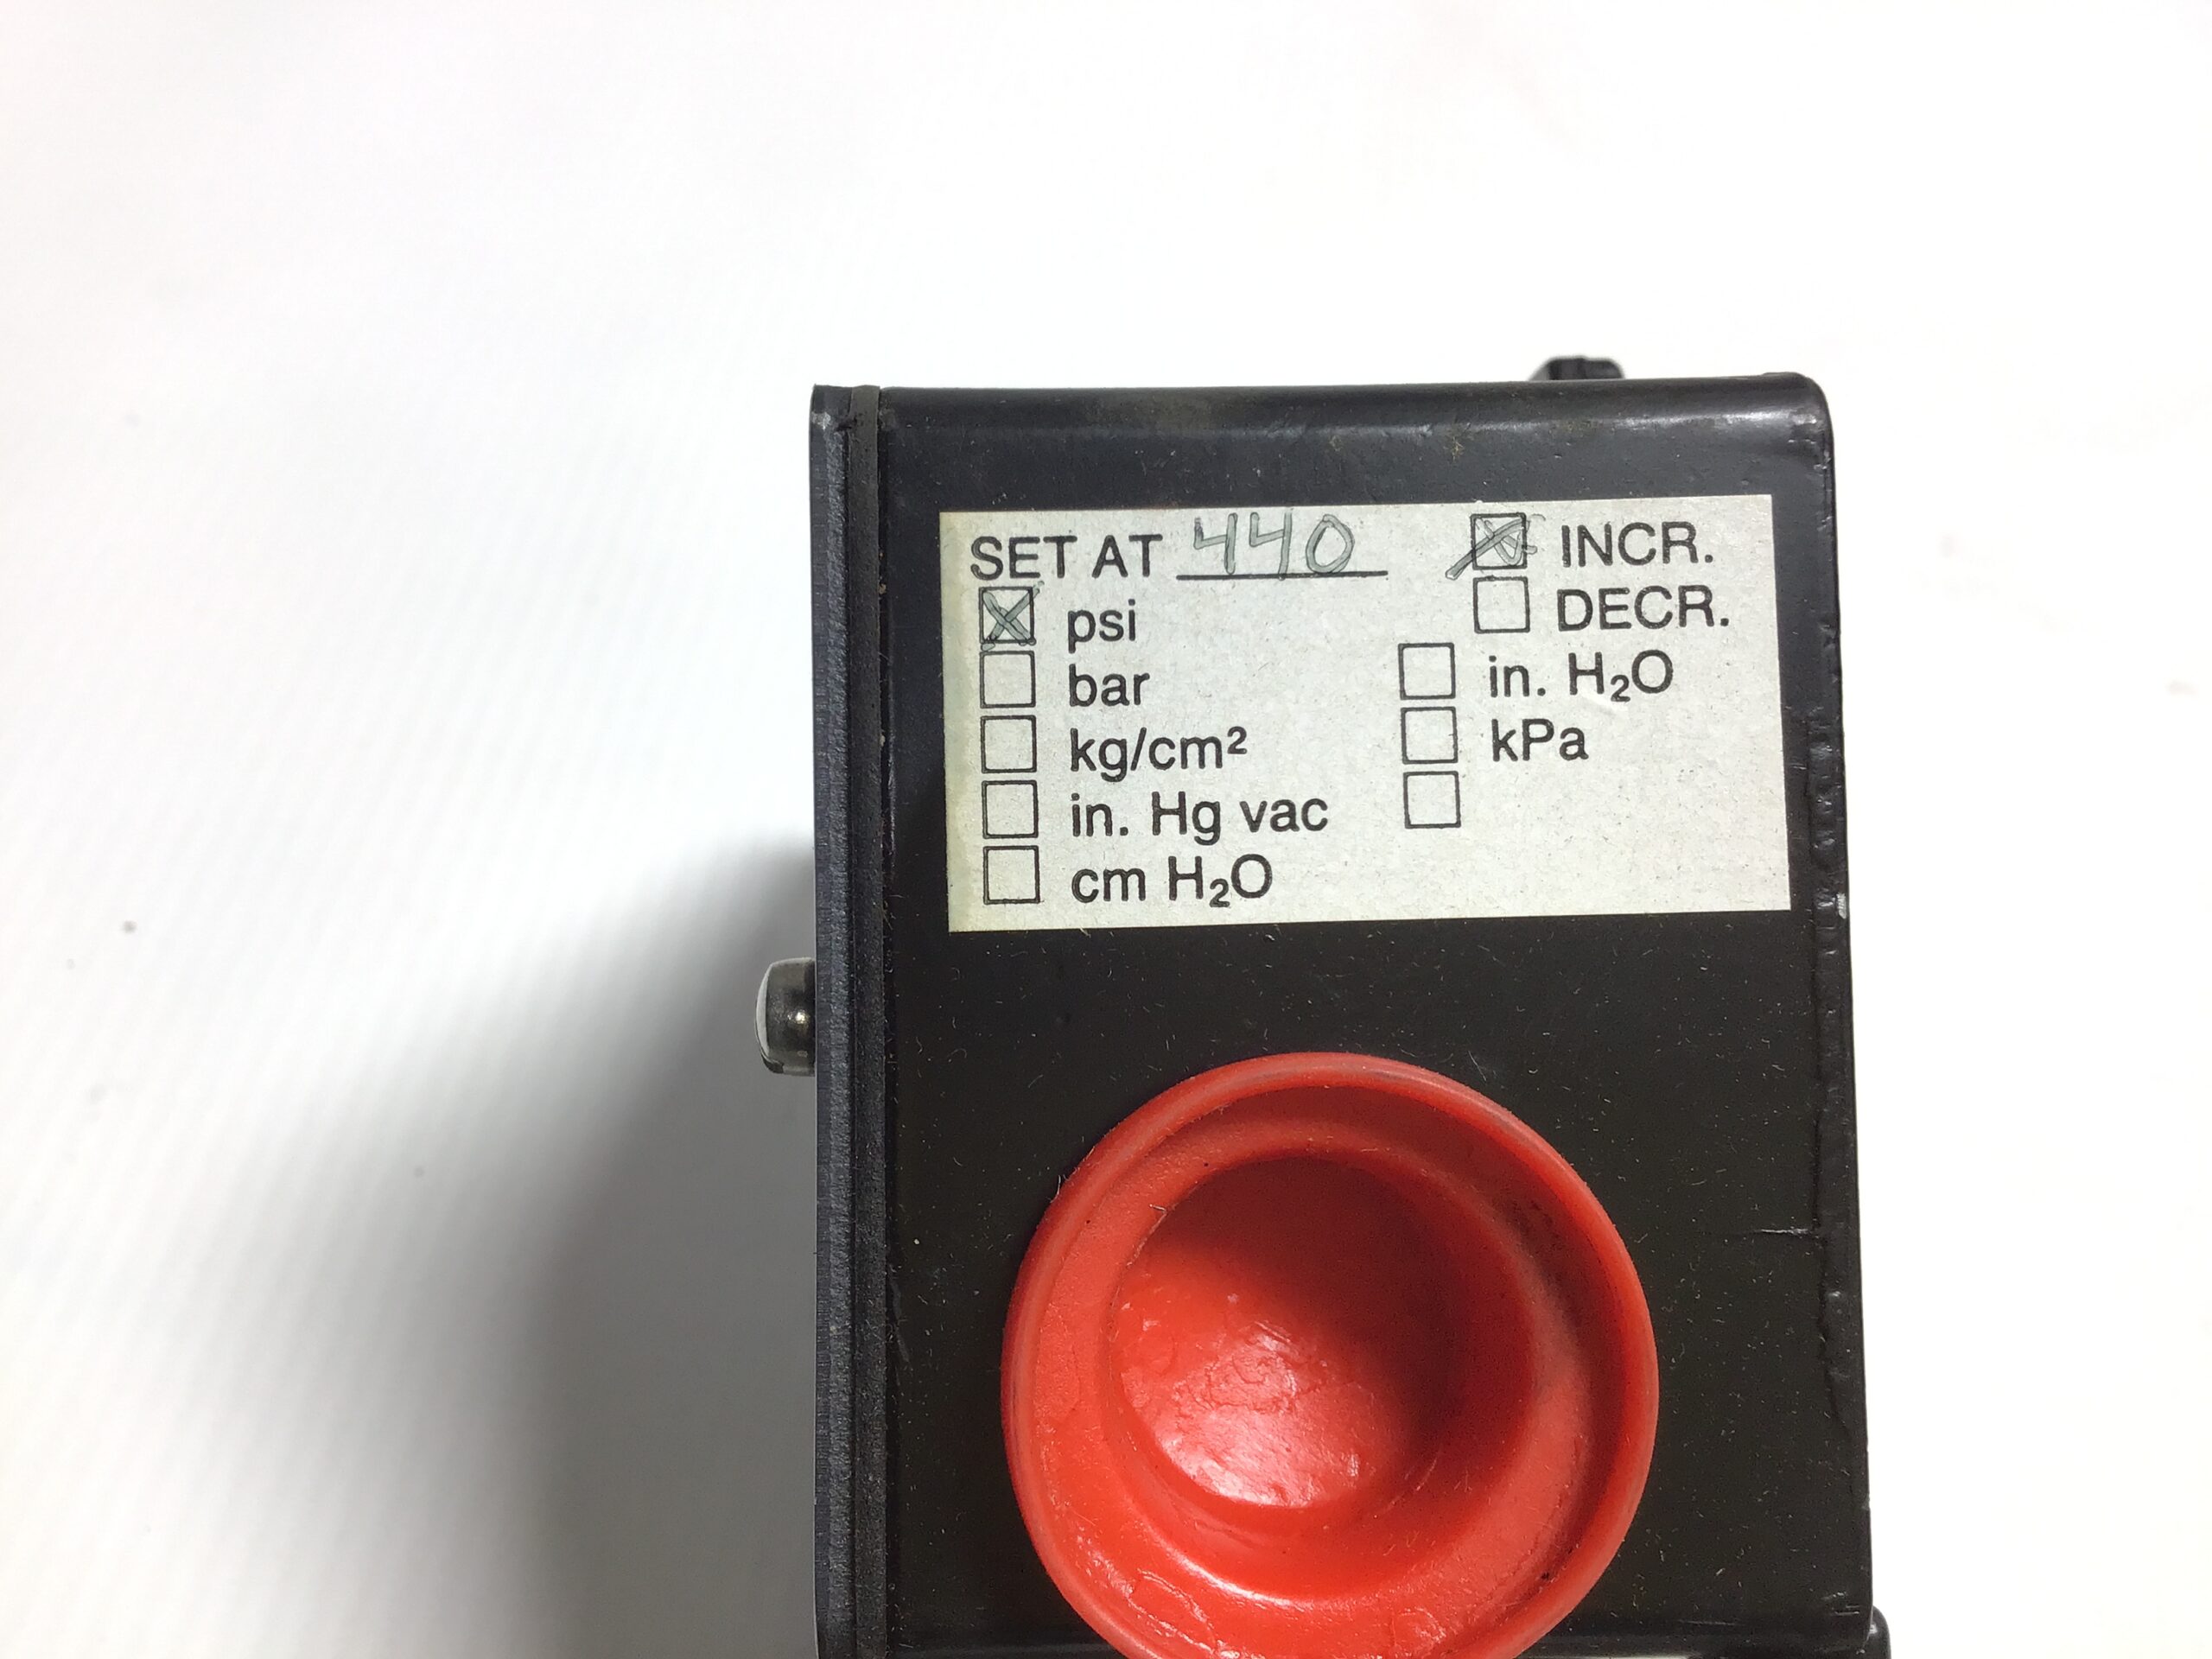 SET AT 440 ☒ INCR.
☒ psi ☐ DECR.
☐ bar ☐ in. H₂O
☐ kg/cm² ☐ kPa
☐ in. Hg vac ☐
☐ cm H₂O